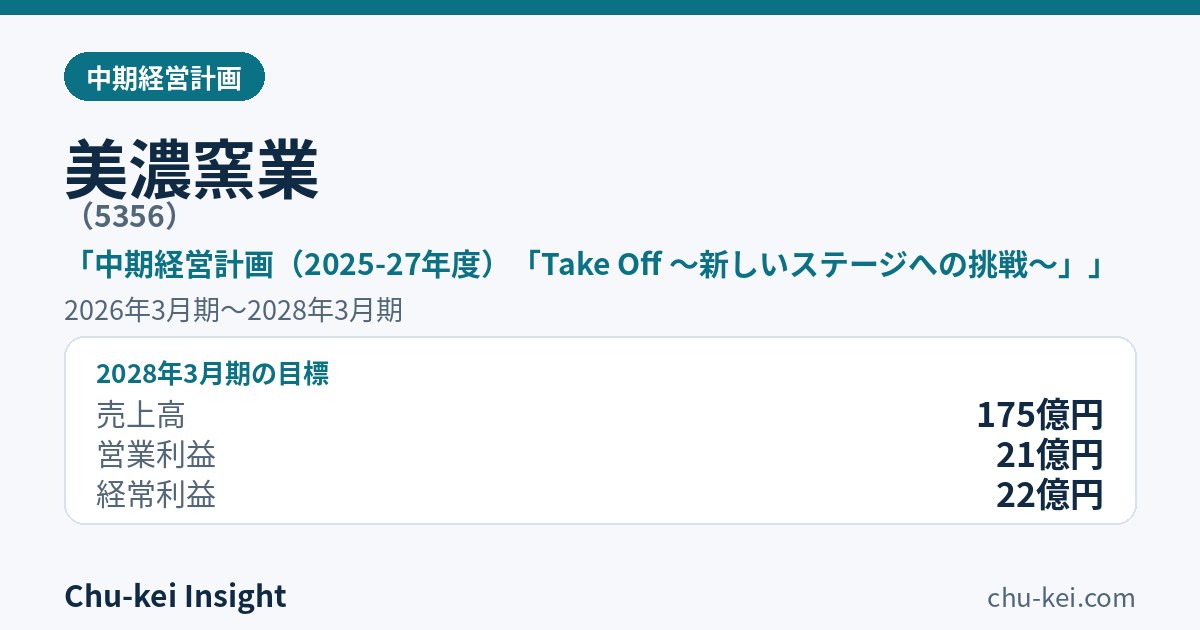 中期経営計画
美濃窯業
（5356）
「中期経営計画（2025-27年度）「Take Off ～新しいステージへの挑戦～」」
2026年3月期～2028年3月期
2028年3月期の目標
売上高 175億円
営業利益 21億円
経常利益 22億円
Chu-kei Insight chu-kei.com